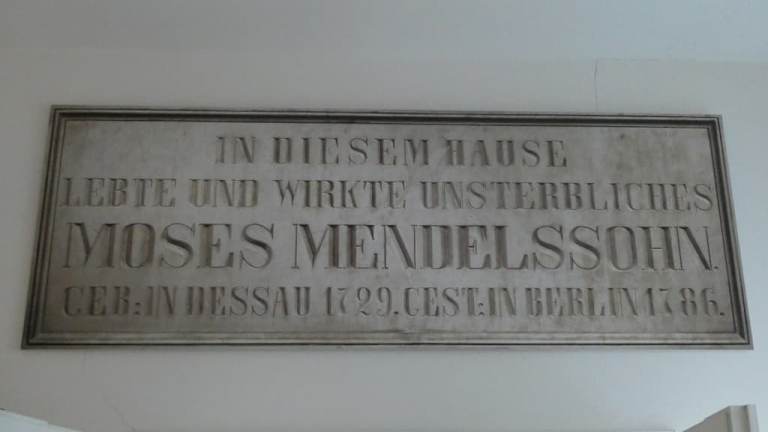 IN DIESEM HAUSE
LEBTE UND WIRKTE UNSTERBLICHES
MOSES MENDELSSOHN.
GEB: IN DESSAU 1729. GEST: IN BERLIN 1786.